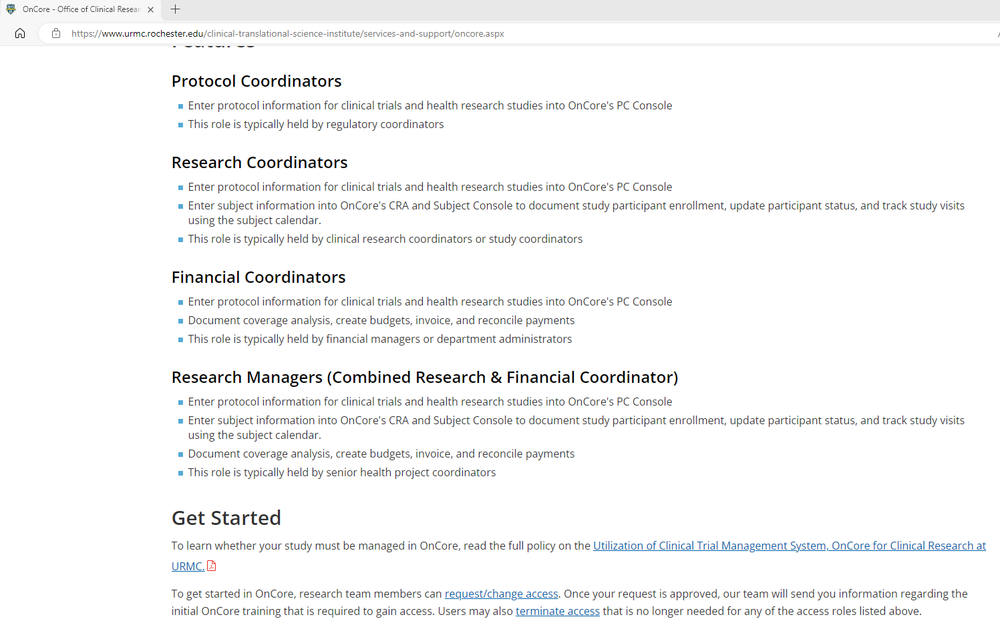 OnCore - Office of Clinical Resear
https://www.urmc.rochester.edu/clinical-translational-science-institute/services-and-support/oncore.aspx
Features
Protocol Coordinators
Enter protocol information for clinical trials and health research studies into OnCore's PC Console
This role is typically held by regulatory coordinators
Research Coordinators
Enter protocol information for clinical trials and health research studies into OnCore's PC Console
Enter subject information into OnCore's CRA and Subject Console to document study participant enrollment, update participant status, and track study visits
using the subject calendar.
This role is typically held by clinical research coordinators or study coordinators
Financial Coordinators
Enter protocol information for clinical trials and health research studies into OnCore's PC Console
Document coverage analysis, create budgets, invoice, and reconcile payments
This role is typically held by financial managers or department administrators
Research Managers (Combined Research & Financial Coordinator)
Enter protocol information for clinical trials and health research studies into OnCore's PC Console
Enter subject information into OnCore's CRA and Subject Console to document study participant enrollment, update participant status, and track study visits
using the subject calendar.
Document coverage analysis, create budgets, invoice, and reconcile payments
This role is typically held by senior health project coordinators
Get Started
To learn whether your study must be managed in OnCore, read the full policy on the Utilization of Clinical Trial Management System, OnCore for Clinical Research at
URMC.
To get started in OnCore, research team members can request/change access. Once your request is approved, our team will send you information regarding the
initial OnCore training that is required to gain access. Users may also terminate access that is no longer needed for any of the access roles listed above.